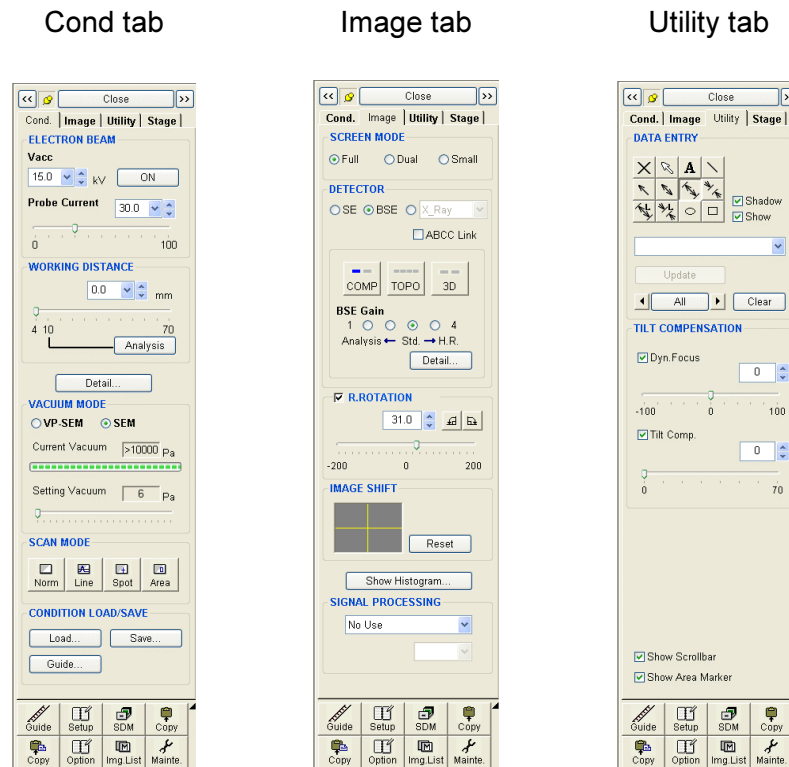 Cond tab
Image tab
Utility tab
<< Close >>
Cond. Image Utility Stage
ELECTRON BEAM
Vacc
15.0 kV ON
Probe Current 30.0
0 100
WORKING DISTANCE
0.0 mm
4 10 70
Analysis
Detail...
VACUUM MODE
VP-SEM SEM
Current Vacuum >10000 Pa
Setting Vacuum 6 Pa
SCAN MODE
Norm Line Spot Area
CONDITION LOAD/SAVE
Load... Save...
Guide...
Guide Setup SDM Copy
Copy Option Img.List Mainte.
<< Close >>
Cond. Image Utility Stage
SCREEN MODE
Full Dual Small
DETECTOR
SE BSE X_Ray
ABCC Link
COMP TOPO 3D
BSE Gain
1 4
Analysis ← Std. → H.R.
Detail...
R.ROTATION
31.0
-200 0 200
IMAGE SHIFT
Reset
Show Histogram...
SIGNAL PROCESSING
No Use
Guide Setup SDM Copy
Copy Option Img.List Mainte.
<< Close
Cond. Image Utility Stage
DATA ENTRY
A
Shadow
Show
Update
All Clear
TILT COMPENSATION
Dyn.Focus
0
-100 0 100
Tilt Comp.
0
0 70
Show Scrollbar
Show Area Marker
Guide Setup SDM Copy
Copy Option Img.List Mainte.